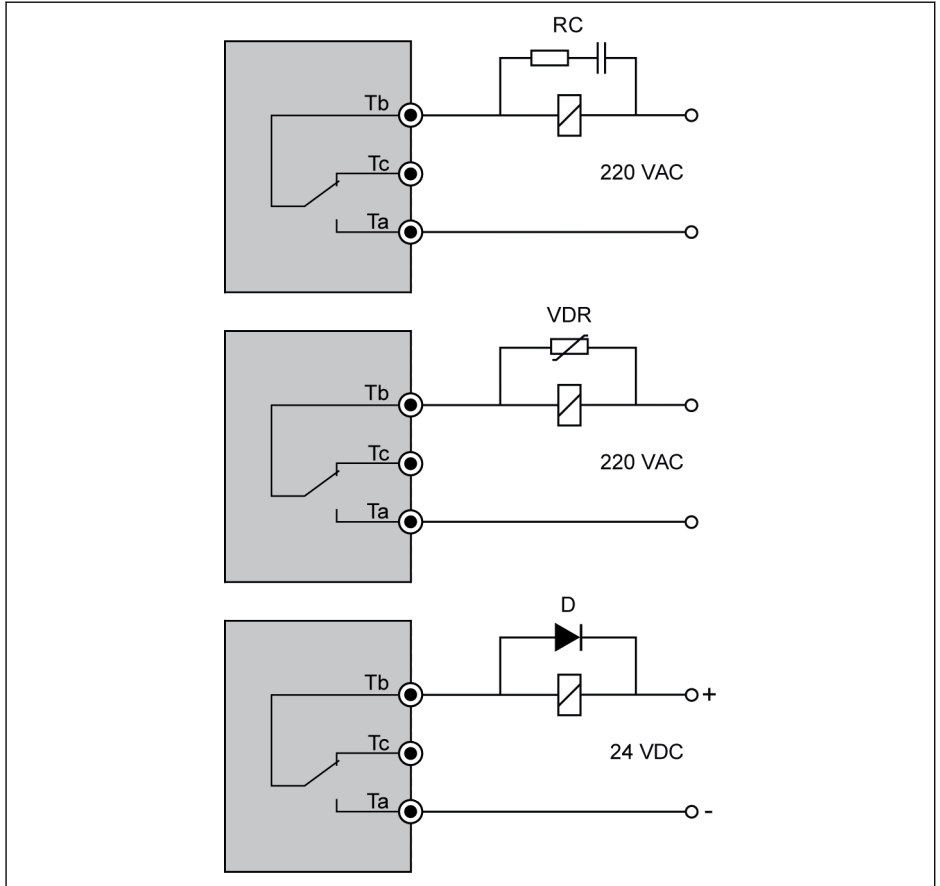 RC
Tb
Tc
220 VAC
Ta
VDR
Tb
Tc
220 VAC
Ta
D
Tb
+
Tc
24 VDC
Ta
-